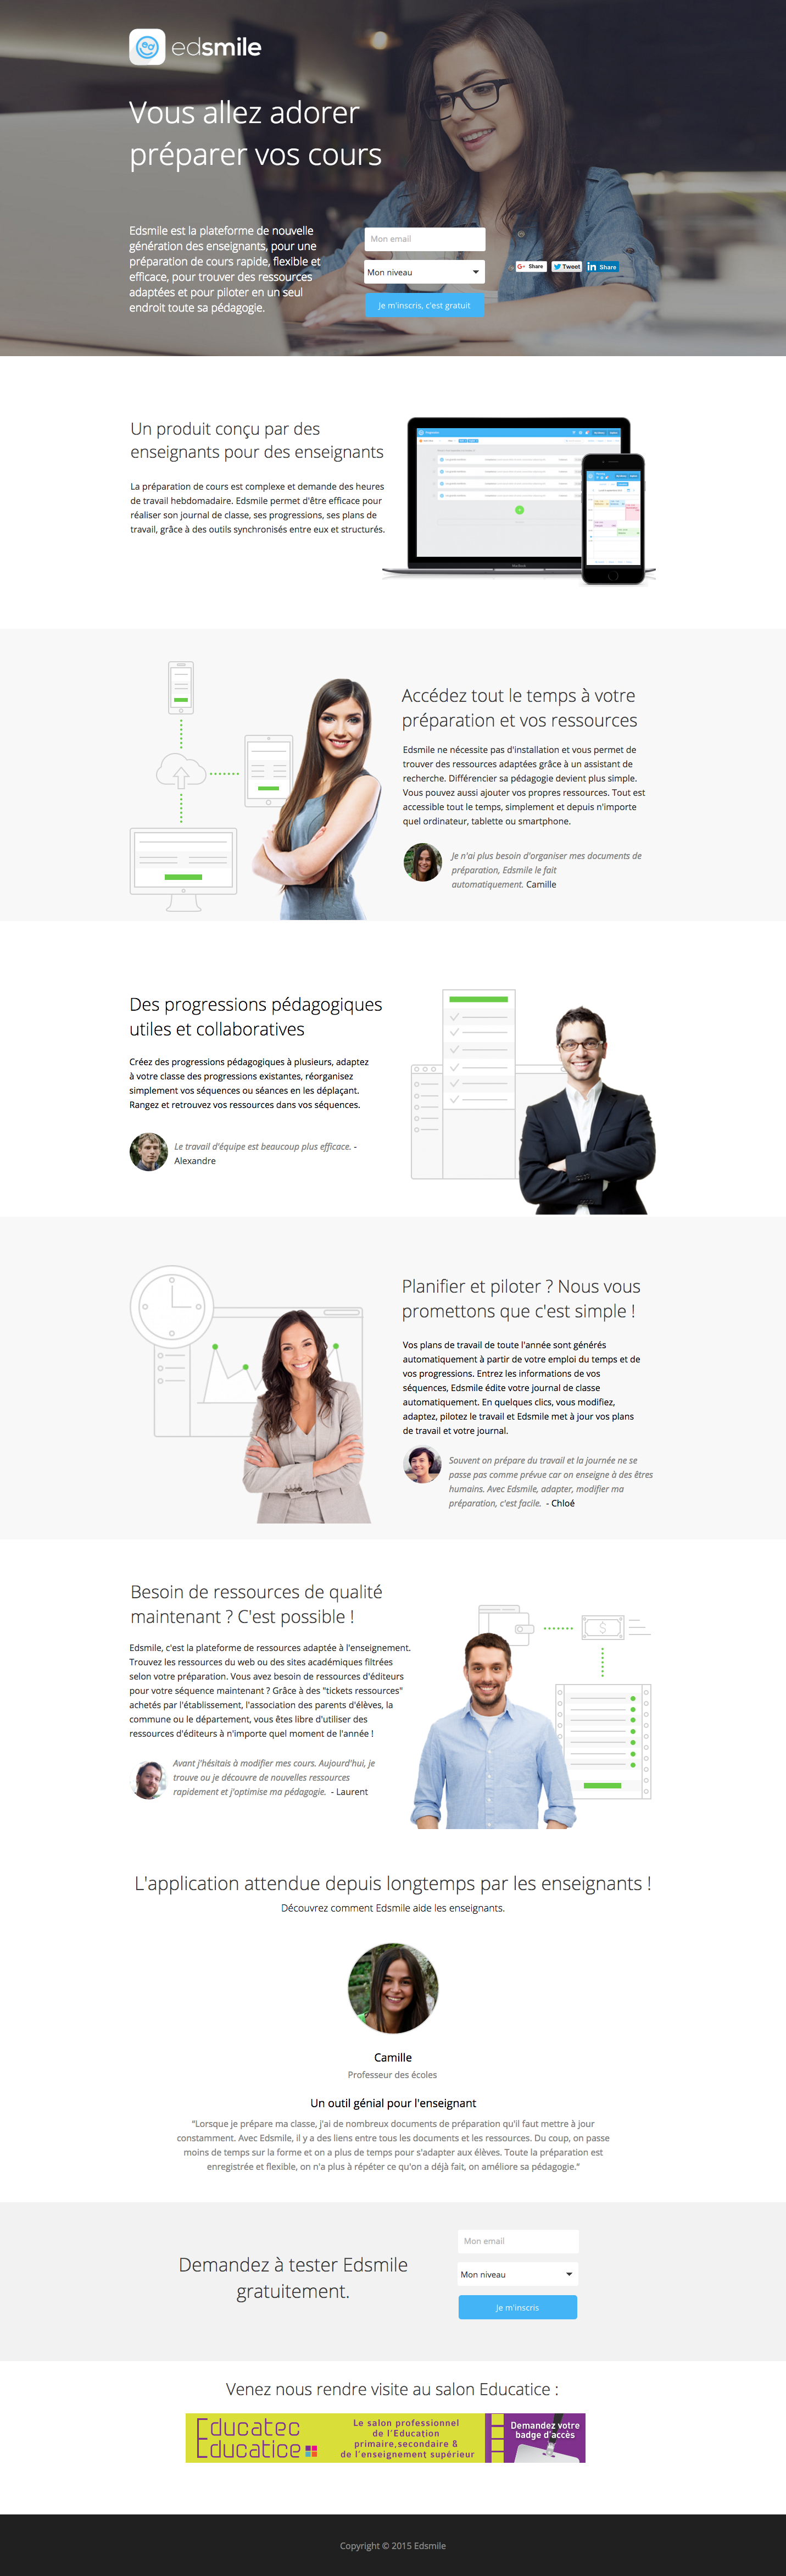 edsmile
Vous allez adorer
préparer vos cours
Edsmile est la plateforme de nouvelle
génération des enseignants, pour une
préparation de cours rapide, flexible et
efficace, pour trouver des ressources
adaptées et pour piloter en un seul
endroit toute sa pédagogie.
Mon email
Mon niveau
Je m'inscris, c'est gratuit
G+ Share
Tweet
in Share
Un produit conçu par des
enseignants pour des enseignants
La préparation de cours est complexe et demande des heures
de travail hebdomadaire. Edsmile permet d'être efficace pour
réaliser son journal de classe, ses progressions, ses plans de
travail, grâce à des outils synchronisés entre eux et structurés.
MacBook
Accédez tout le temps à votre
préparation et vos ressources
Edsmile ne nécessite pas d'installation et vous permet de
trouver des ressources adaptées grâce à un assistant de
recherche. Différencier sa pédagogie devient plus simple.
Vous pouvez aussi ajouter vos propres ressources. Tout est
accessible tout le temps, simplement et depuis n'importe
quel ordinateur, tablette ou smartphone.
Je n'ai plus besoin d'organiser mes documents de
préparation, Edsmile le fait
automatiquement. Camille
Des progressions pédagogiques
utiles et collaboratives
Créez des progressions pédagogiques à plusieurs, adaptez
à votre classe des progressions existantes, réorganisez
simplement vos séquences ou séances en les déplaçant.
Rangez et retrouvez vos ressources dans vos séquences.
Le travail d'équipe est beaucoup plus efficace. -
Alexandre
Planifier et piloter ? Nous vous
promettons que c'est simple !
Vos plans de travail de toute l'année sont générés
automatiquement à partir de votre emploi du temps et de
vos progressions. Entrez les informations de vos
séquences, Edsmile édite votre journal de classe
automatiquement. En quelques clics, vous modifiez,
adaptez, pilotez le travail et Edsmile met à jour vos plans
de travail et votre journal.
Souvent on prépare du travail et la journée ne se
passe pas comme prévue car on enseigne à des êtres
humains. Avec Edsmile, adapter, modifier ma
préparation, c'est facile. - Chloé
Besoin de ressources de qualité
maintenant ? C'est possible !
Edsmile, c'est la plateforme de ressources adaptée à l'enseignement.
Trouvez les ressources du web ou des sites académiques filtrées
selon votre préparation. Vous avez besoin de ressources d'éditeurs
pour votre séquence maintenant ? Grâce à des "tickets ressources"
achetés par l'établissement, l'association des parents d'élèves, la
commune ou le département, vous êtes libre d'utiliser des
ressources d'éditeurs à n'importe quel moment de l'année !
$
Avant j'hésitais à modifier mes cours. Aujourd'hui, je
trouve ou je découvre de nouvelles ressources
rapidement et j'optimise ma pédagogie. - Laurent
L'application attendue depuis longtemps par les enseignants !
Découvrez comment Edsmile aide les enseignants.
Camille
Professeur des écoles
Un outil génial pour l'enseignant
“Lorsque je prépare ma classe, j'ai de nombreux documents de préparation qu'il faut mettre à jour
constamment. Avec Edsmile, il y a des liens entre tous les documents et les ressources. Du coup, on passe
moins de temps sur la forme et on a plus de temps pour s'adapter aux élèves. Toute la préparation est
enregistrée et flexible, on n'a plus à répéter ce qu'on a déjà fait, on améliore sa pédagogie.”
Demandez à tester Edsmile
gratuitement.
Mon email
Mon niveau
Je m'inscris
Venez nous rendre visite au salon Educatice :
Educatec
Educatice
Le salon professionnel
de l'Education
primaire, secondaire &
de l'enseignement supérieur
Demandez votre
badge d'accès
Copyright © 2015 Edsmile